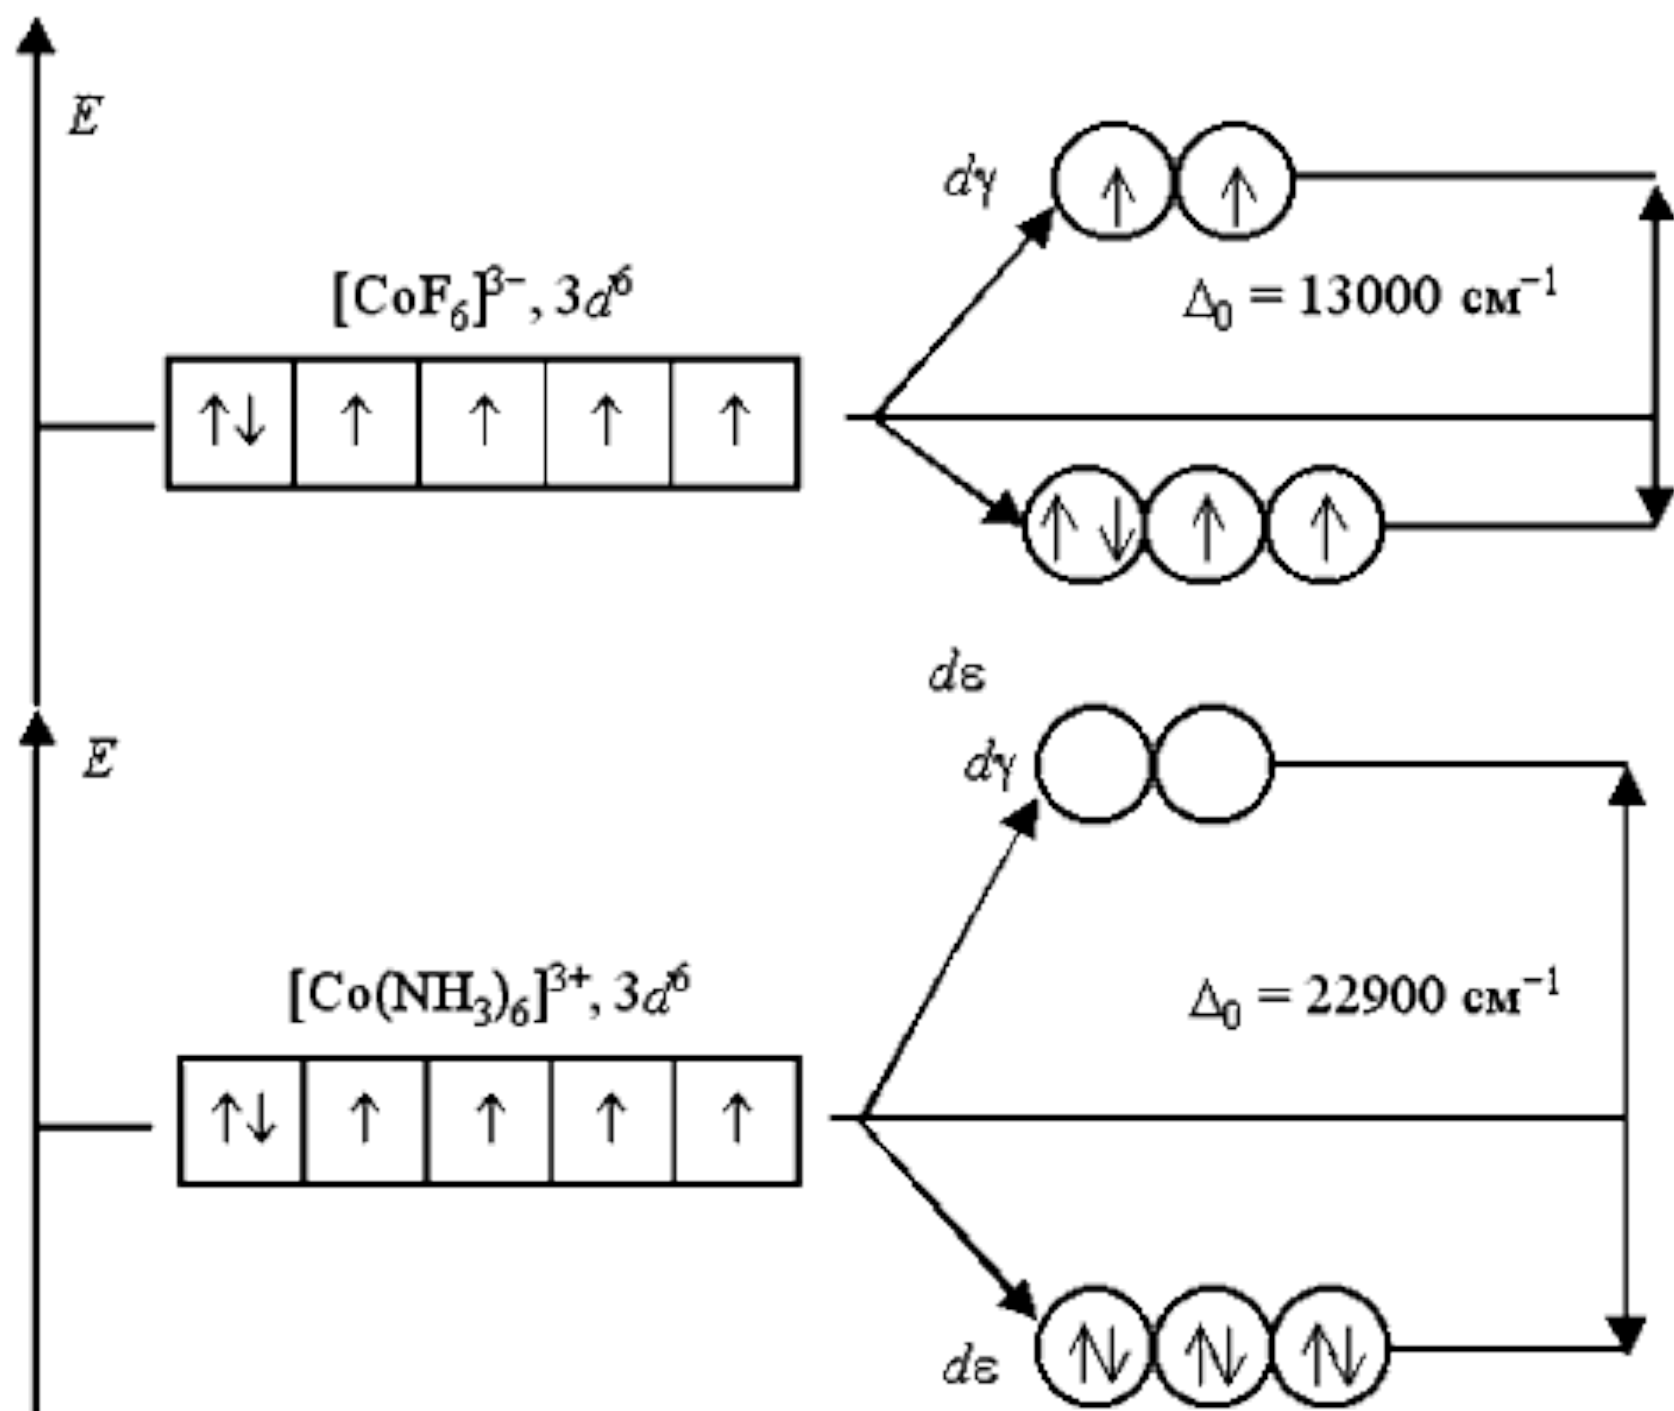 E
dγ
[CoF₆]³⁻, 3d⁶
Δ₀ = 13000 см⁻¹
↑↓ ↑ ↑ ↑ ↑
dε
E
dγ
[Co(NH₃)₆]³⁺, 3d⁶
Δ₀ = 22900 см⁻¹
↑↓ ↑ ↑ ↑ ↑
dε